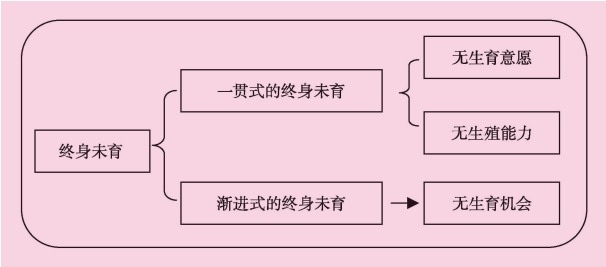 无生育意愿
一贯式的终身未育
无生殖能力
终身未育
渐进式的终身未育
无生育机会